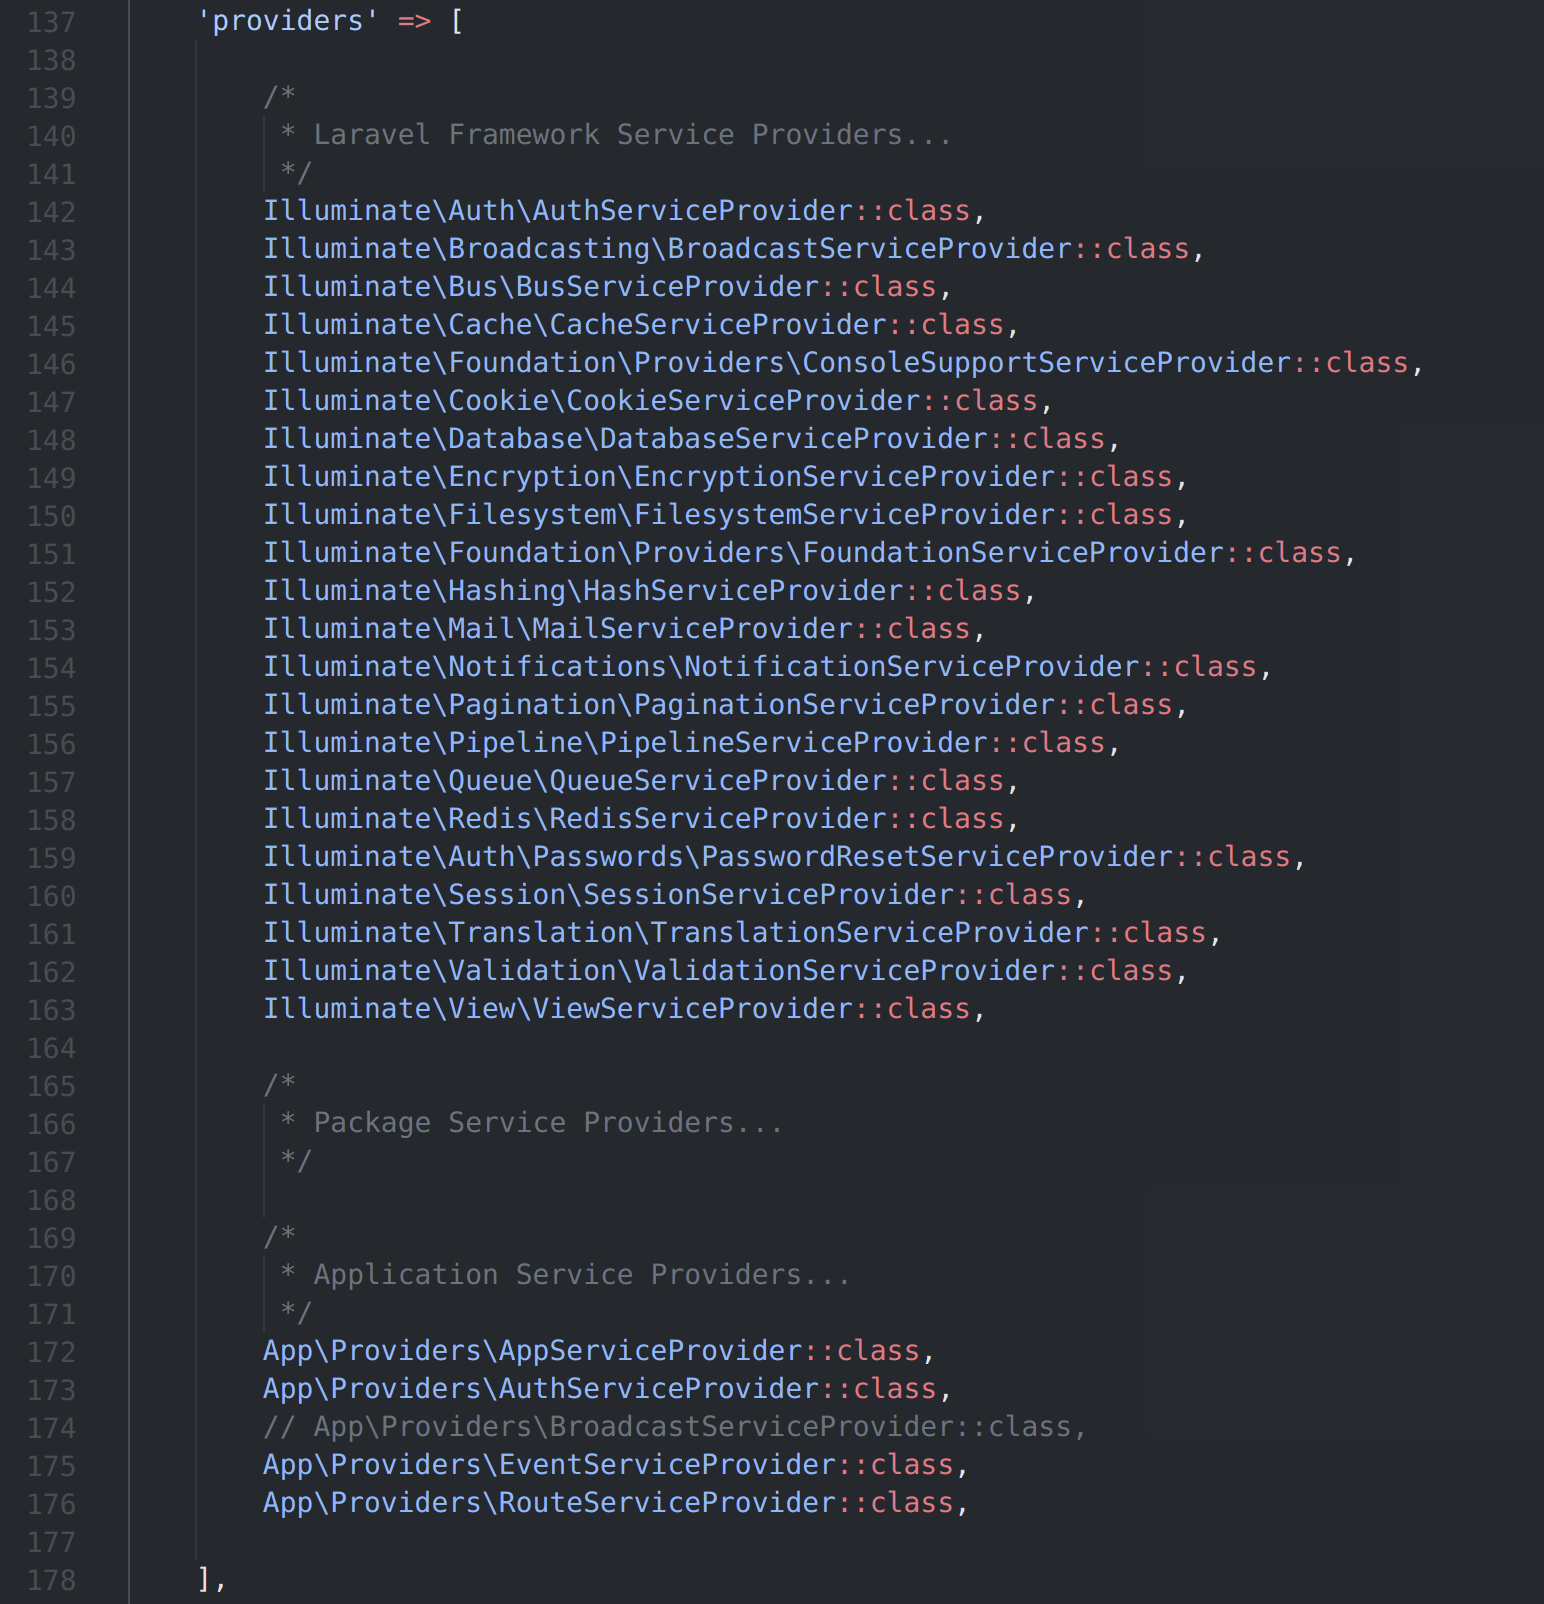 137 'providers' => [
138
139 /*
140 * Laravel Framework Service Providers...
141 */
142 Illuminate\Auth\AuthServiceProvider::class,
143 Illuminate\Broadcasting\BroadcastServiceProvider::class,
144 Illuminate\Bus\BusServiceProvider::class,
145 Illuminate\Cache\CacheServiceProvider::class,
146 Illuminate\Foundation\Providers\ConsoleSupportServiceProvider::class,
147 Illuminate\Cookie\CookieServiceProvider::class,
148 Illuminate\Database\DatabaseServiceProvider::class,
149 Illuminate\Encryption\EncryptionServiceProvider::class,
150 Illuminate\Filesystem\FilesystemServiceProvider::class,
151 Illuminate\Foundation\Providers\FoundationServiceProvider::class,
152 Illuminate\Hashing\HashServiceProvider::class,
153 Illuminate\Mail\MailServiceProvider::class,
154 Illuminate\Notifications\NotificationServiceProvider::class,
155 Illuminate\Pagination\PaginationServiceProvider::class,
156 Illuminate\Pipeline\PipelineServiceProvider::class,
157 Illuminate\Queue\QueueServiceProvider::class,
158 Illuminate\Redis\RedisServiceProvider::class,
159 Illuminate\Auth\Passwords\PasswordResetServiceProvider::class,
160 Illuminate\Session\SessionServiceProvider::class,
161 Illuminate\Translation\TranslationServiceProvider::class,
162 Illuminate\Validation\ValidationServiceProvider::class,
163 Illuminate\View\ViewServiceProvider::class,
164
165 /*
166 * Package Service Providers...
167 */
168
169 /*
170 * Application Service Providers...
171 */
172 App\Providers\AppServiceProvider::class,
173 App\Providers\AuthServiceProvider::class,
174 // App\Providers\BroadcastServiceProvider::class,
175 App\Providers\EventServiceProvider::class,
176 App\Providers\RouteServiceProvider::class,
177
178 ],